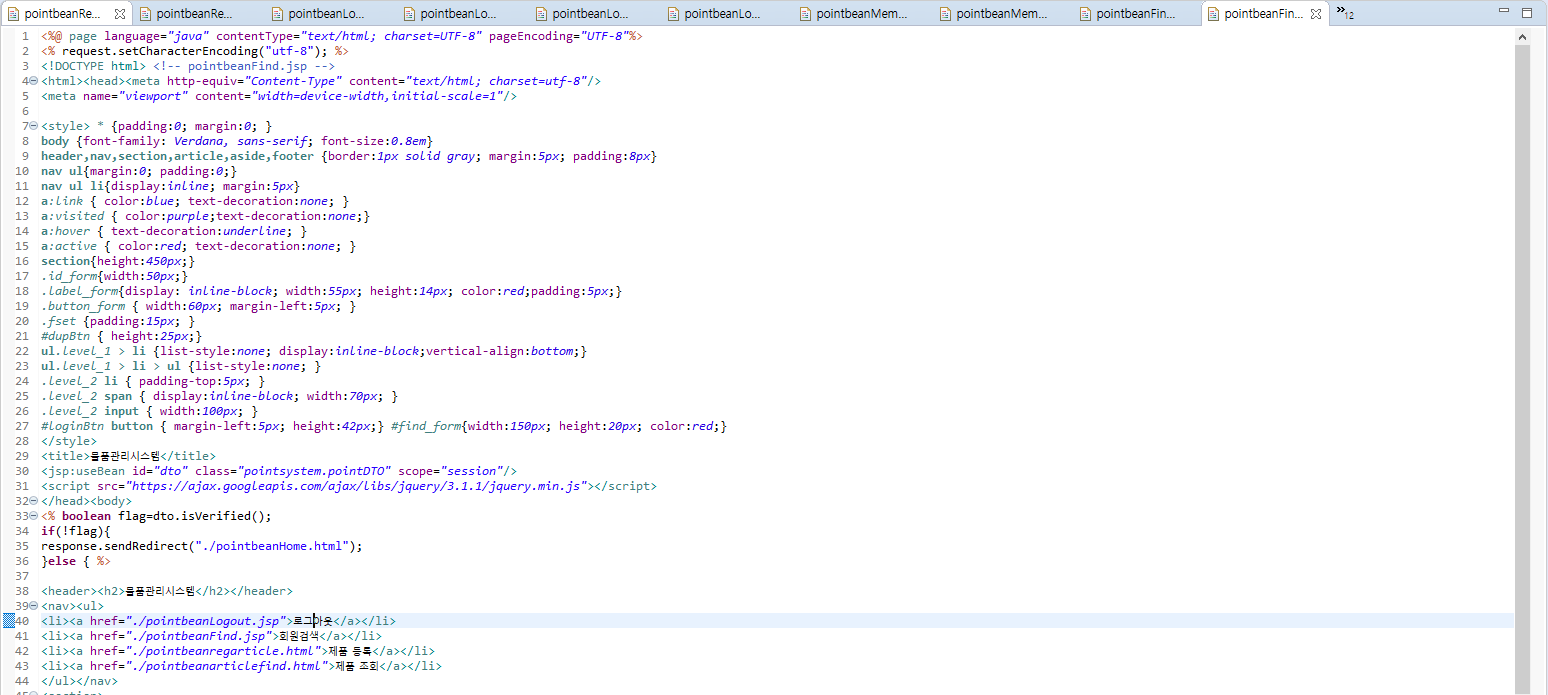 pointbeanRe... pointbeanRe... pointbeanLo... pointbeanLo... pointbeanLo... pointbeanLo... pointbeanMem... pointbeanMem... pointbeanFin... pointbeanFin... »12
1 <%@ page language="java" contentType="text/html; charset=UTF-8" pageEncoding="UTF-8"%>
2 <% request.setCharacterEncoding("utf-8"); %>
3 <!DOCTYPE html> <!-- pointbeanFind.jsp -->
4 <html><head><meta http-equiv="Content-Type" content="text/html; charset=utf-8"/>
5 <meta name="viewport" content="width=device-width,initial-scale=1"/>
6
7 <style> * {padding:0; margin:0; }
8 body {font-family: Verdana, sans-serif; font-size:0.8em}
9 header,nav,section,article,aside,footer {border:1px solid gray; margin:5px; padding:8px}
10 nav ul{margin:0; padding:0;}
11 nav ul li{display:inline; margin:5px}
12 a:link { color:blue; text-decoration:none; }
13 a:visited { color:purple;text-decoration:none;}
14 a:hover { text-decoration:underline; }
15 a:active { color:red; text-decoration:none; }
16 section{height:450px;}
17 .id_form{width:50px;}
18 .label_form{display: inline-block; width:55px; height:14px; color:red;padding:5px;}
19 .button_form { width:60px; margin-left:5px; }
20 .fset {padding:15px; }
21 #dupBtn { height:25px;}
22 ul.level_1 > li {list-style:none; display:inline-block;vertical-align:bottom;}
23 ul.level_1 > li > ul {list-style:none; }
24 .level_2 li { padding-top:5px; }
25 .level_2 span { display:inline-block; width:70px; }
26 .level_2 input { width:100px; }
27 #loginBtn button { margin-left:5px; height:42px;} #find_form{width:150px; height:20px; color:red;}
28 </style>
29 <title>물품관리시스템</title>
30 <jsp:useBean id="dto" class="pointsystem.pointDTO" scope="session"/>
31 <script src="https://ajax.googleapis.com/ajax/libs/jquery/3.1.1/jquery.min.js"></script>
32 </head><body>
33 <% boolean flag=dto.isVerified();
34 if(!flag){
35 response.sendRedirect("./pointbeanHome.html");
36 }else { %>
37
38 <header><h2>물품관리시스템</h2></header>
39 <nav><ul>
40 <li><a href="./pointbeanLogout.jsp">로그아웃</a></li>
41 <li><a href="./pointbeanFind.jsp">회원검색</a></li>
42 <li><a href="./pointbeanregarticle.html">제품 등록</a></li>
43 <li><a href="./pointbeanarticlefind.html">제품 조회</a></li>
44 </ul></nav>
45 <section>